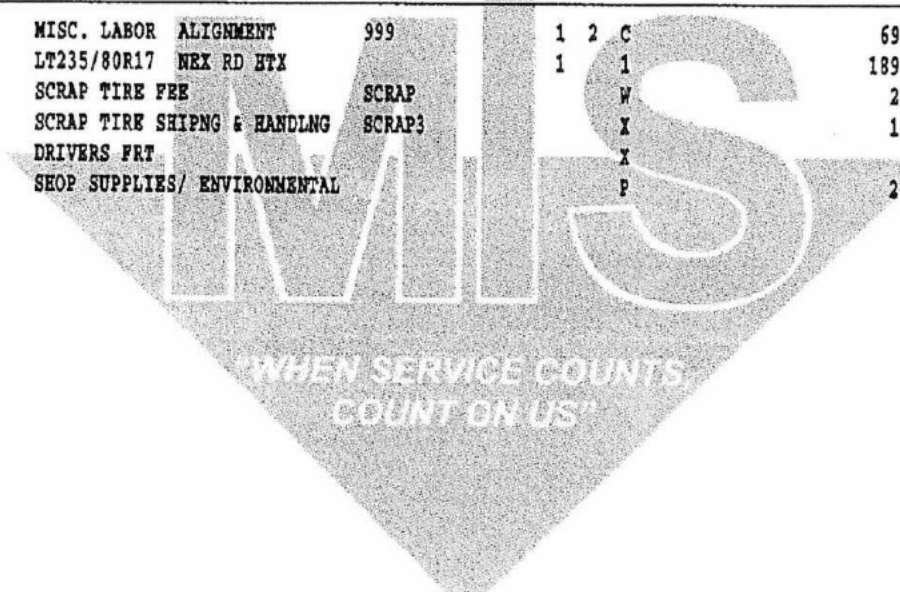 MISC. LABOR ALIGNMENT 999 1 2 C 69
LT235/80R17 NEX RD HTX 1 1 189
SCRAP TIRE FEE SCRAP W 2
SCRAP TIRE SHIPNG & HANDLNG SCRAP3 X 1
DRIVERS FRT X
SHOP SUPPLIES/ ENVIRONMENTAL P 2
MIS
"WHEN SERVICE COUNTS,
COUNT ON US"